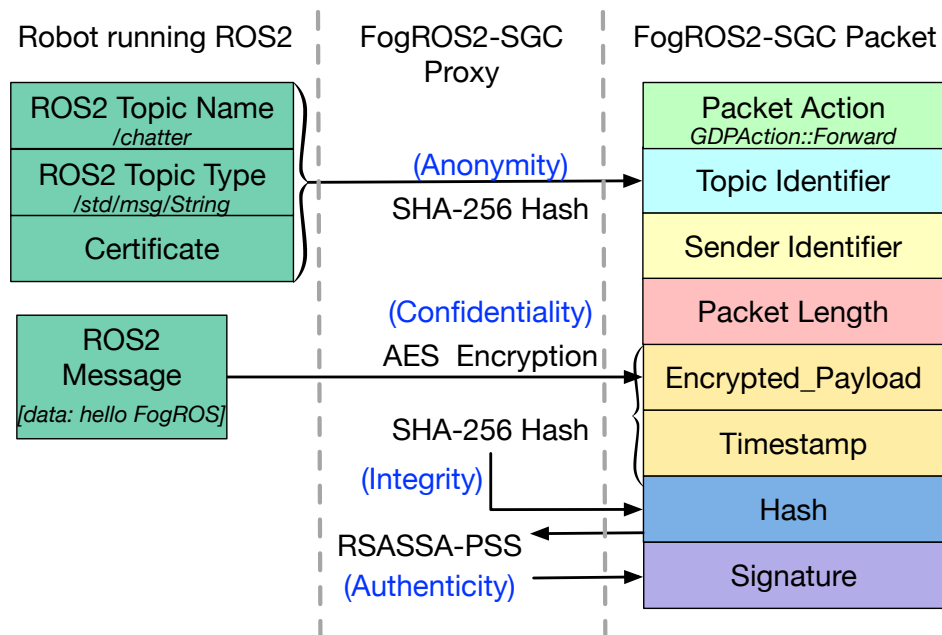 Robot running ROS2
ROS2 Topic Name
/chatter
ROS2 Topic Type
/std/msg/String
Certificate
ROS2
Message
[data: hello FogROS]
FogROS2-SGC
Proxy
(Anonymity)
SHA-256 Hash
(Confidentiality)
AES Encryption
SHA-256 Hash
(Integrity)
RSASSA-PSS
(Authenticity)
FogROS2-SGC Packet
Packet Action
GDPAction::Forward
Topic Identifier
Sender Identifier
Packet Length
Encrypted_Payload
Timestamp
Hash
Signature